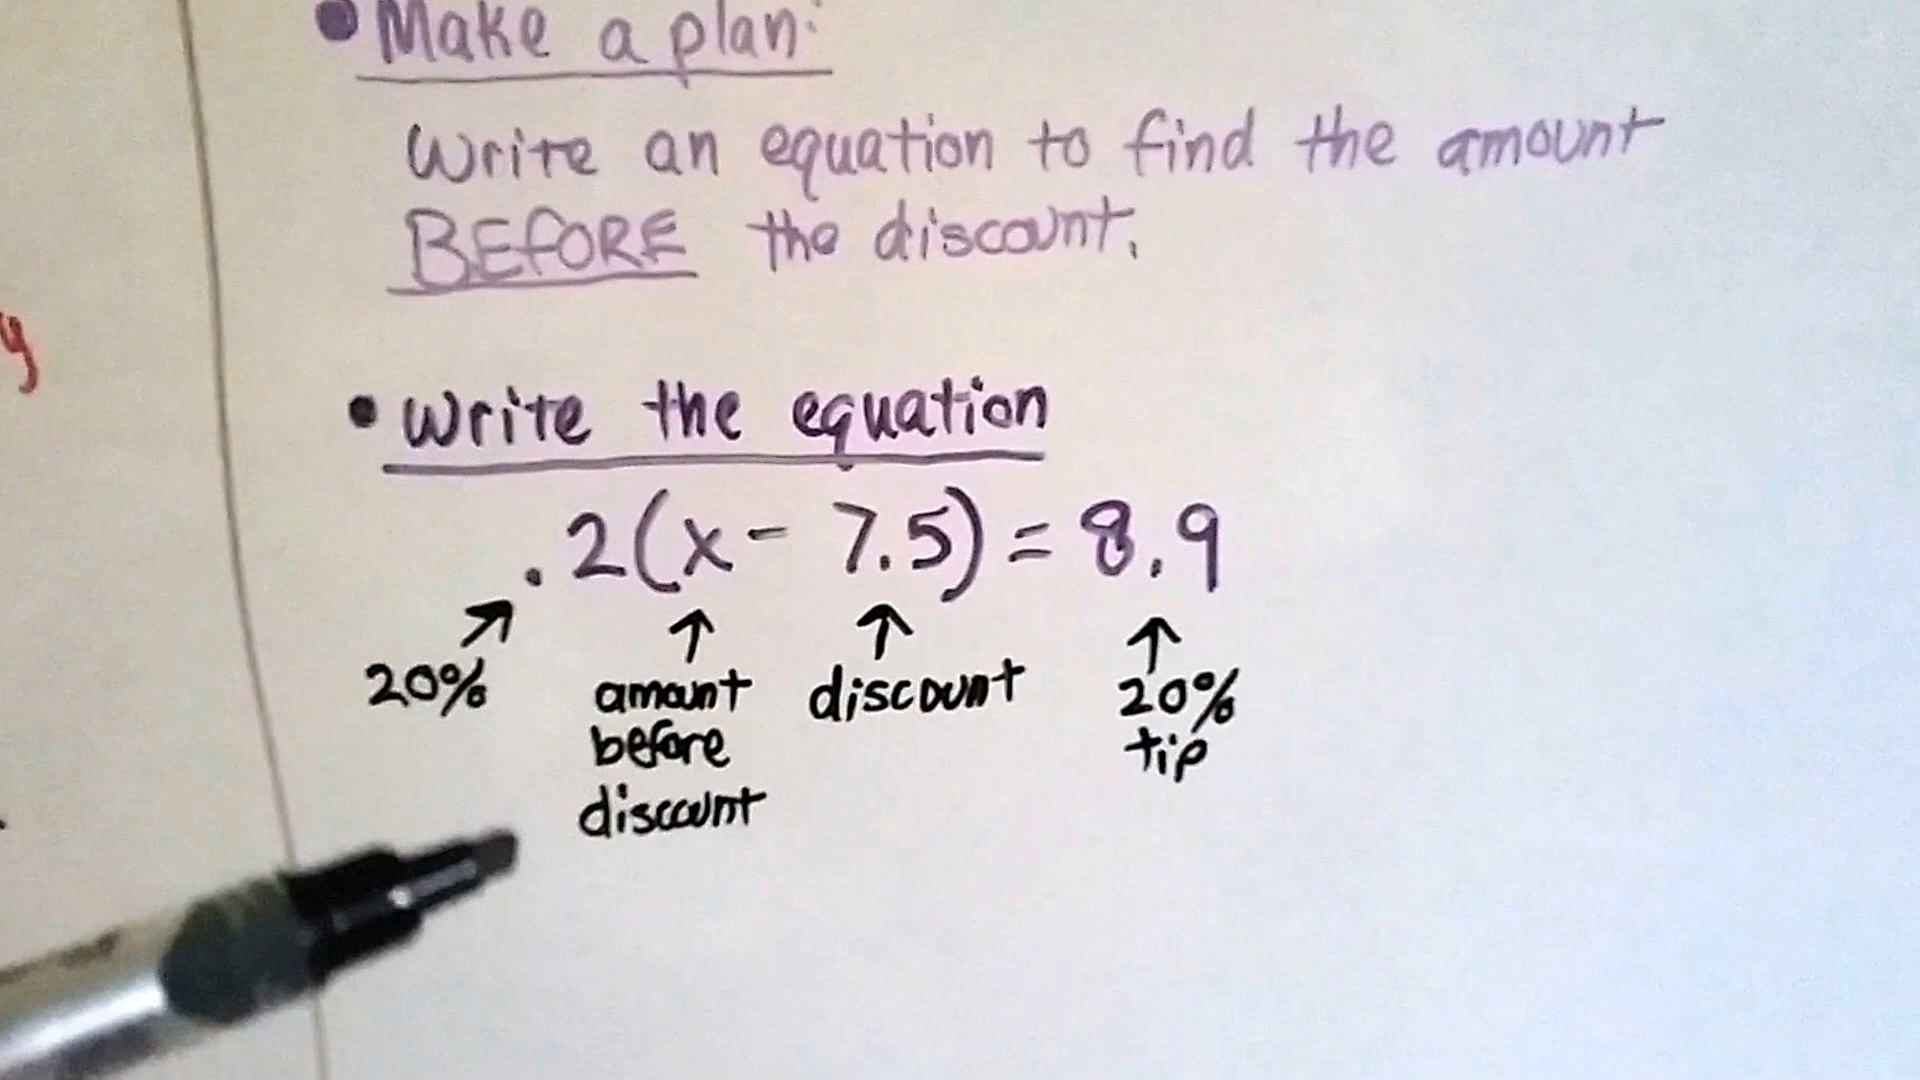 • Make a plan:
Write an equation to find the amount
BEFORE the discount.
y
• Write the equation
.2(x - 7.5) = 8.9
20%
amount before discount
discount
20% tip